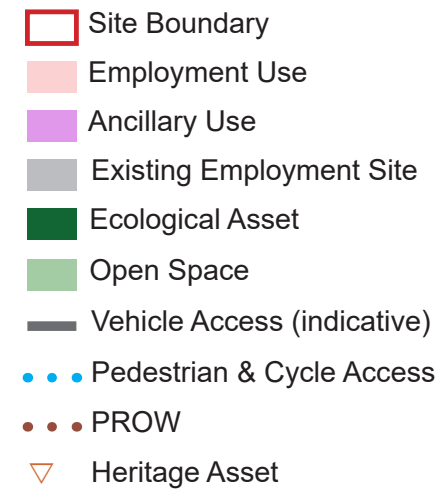 Site Boundary
Employment Use
Ancillary Use
Existing Employment Site
Ecological Asset
Open Space
Vehicle Access (indicative)
Pedestrian & Cycle Access
PROW
Heritage Asset